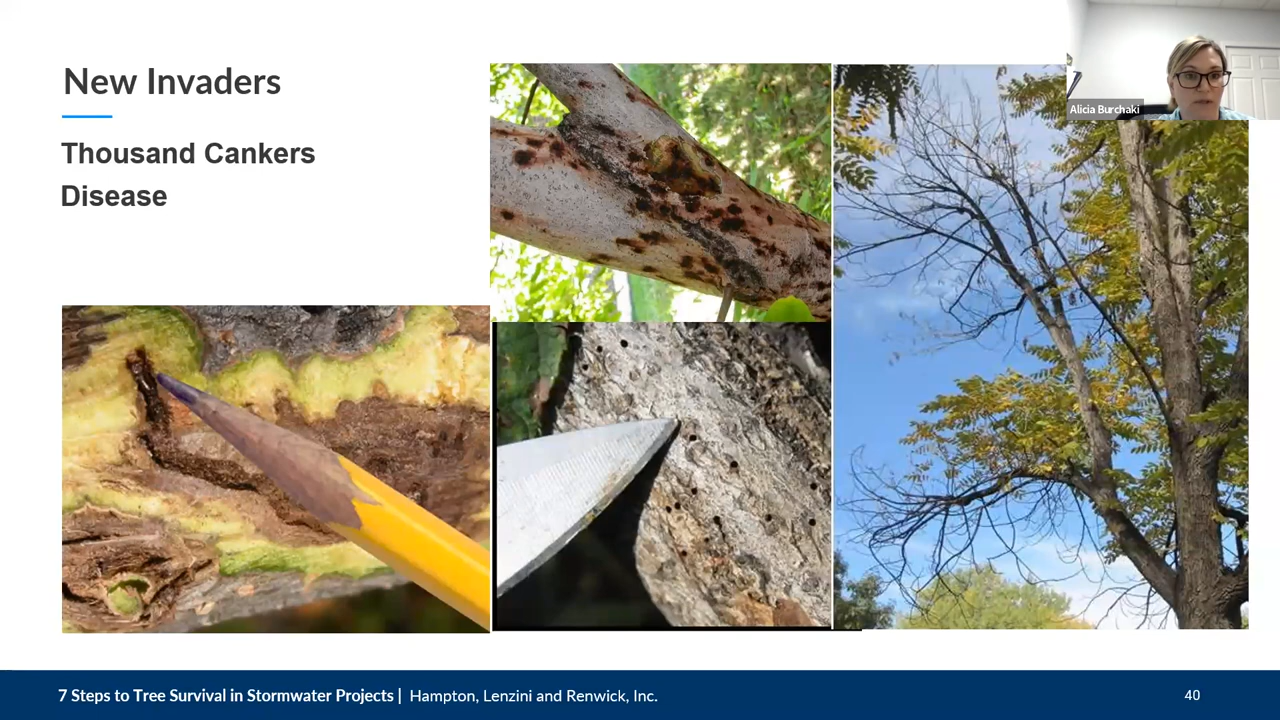 New Invaders
Thousand Cankers
Disease
Alicia Burchaki
7 Steps to Tree Survival in Stormwater Projects | Hampton, Lenzini and Renwick, Inc.
40